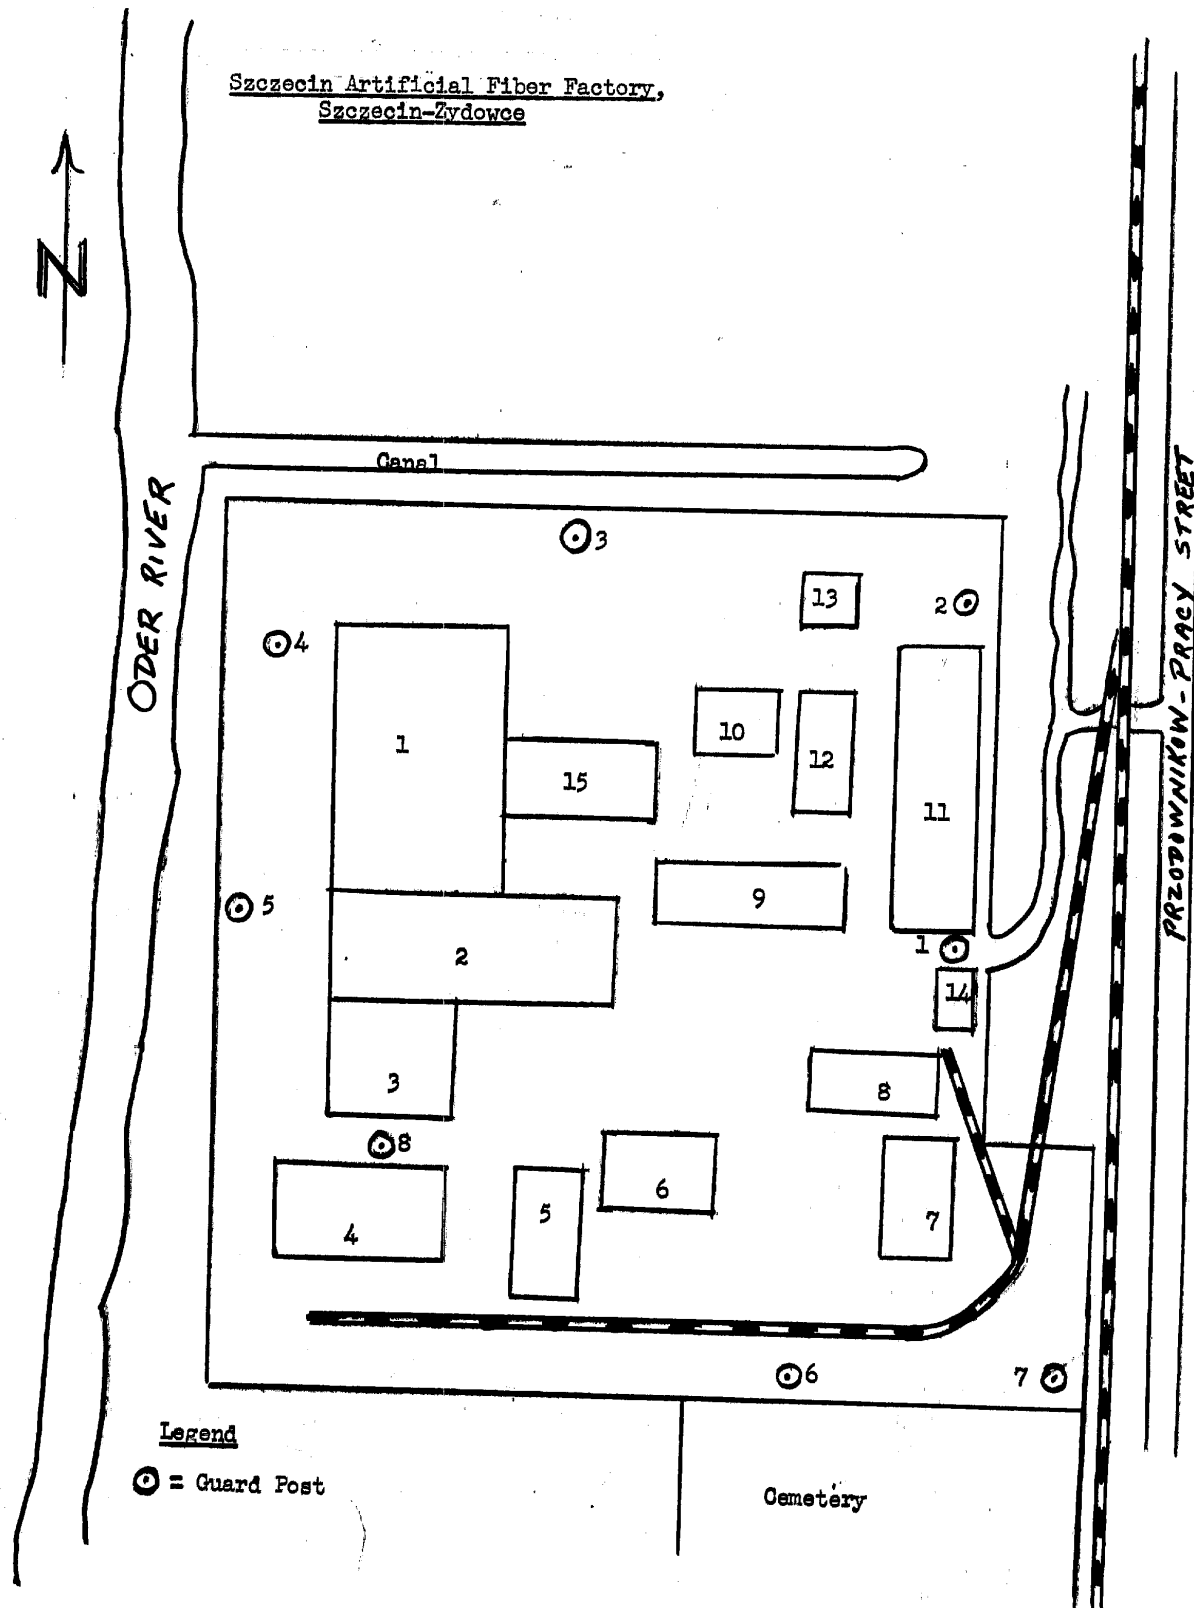 Szczecin Artificial Fiber Factory,
Szczecin-Zydowce
N
Canal
ODER RIVER
PRZODOWNIKOW - PRACY STREET
3
13
2
4
1
10
12
15
11
9
5
2
1
14
3
8
8
4
5
6
7
6
7
Legend
= Guard Post
Cemetery